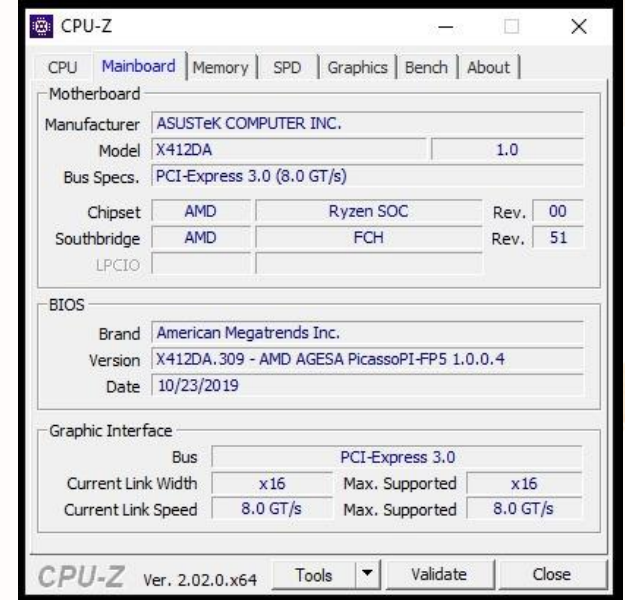 CPU-Z
CPU Mainboard Memory SPD Graphics Bench About
Motherboard
Manufacturer ASUSTeK COMPUTER INC.
Model X412DA 1.0
Bus Specs. PCI-Express 3.0 (8.0 GT/s)
Chipset AMD Ryzen SOC Rev. 00
Southbridge AMD FCH Rev. 51
LPCIO
BIOS
Brand American Megatrends Inc.
Version X412DA.309 - AMD AGESA PicassoPI-FP5 1.0.0.4
Date 10/23/2019
Graphic Interface
Bus PCI-Express 3.0
Current Link Width x16 Max. Supported x16
Current Link Speed 8.0 GT/s Max. Supported 8.0 GT/s
CPU-Z Ver. 2.02.0.x64 Tools Validate Close